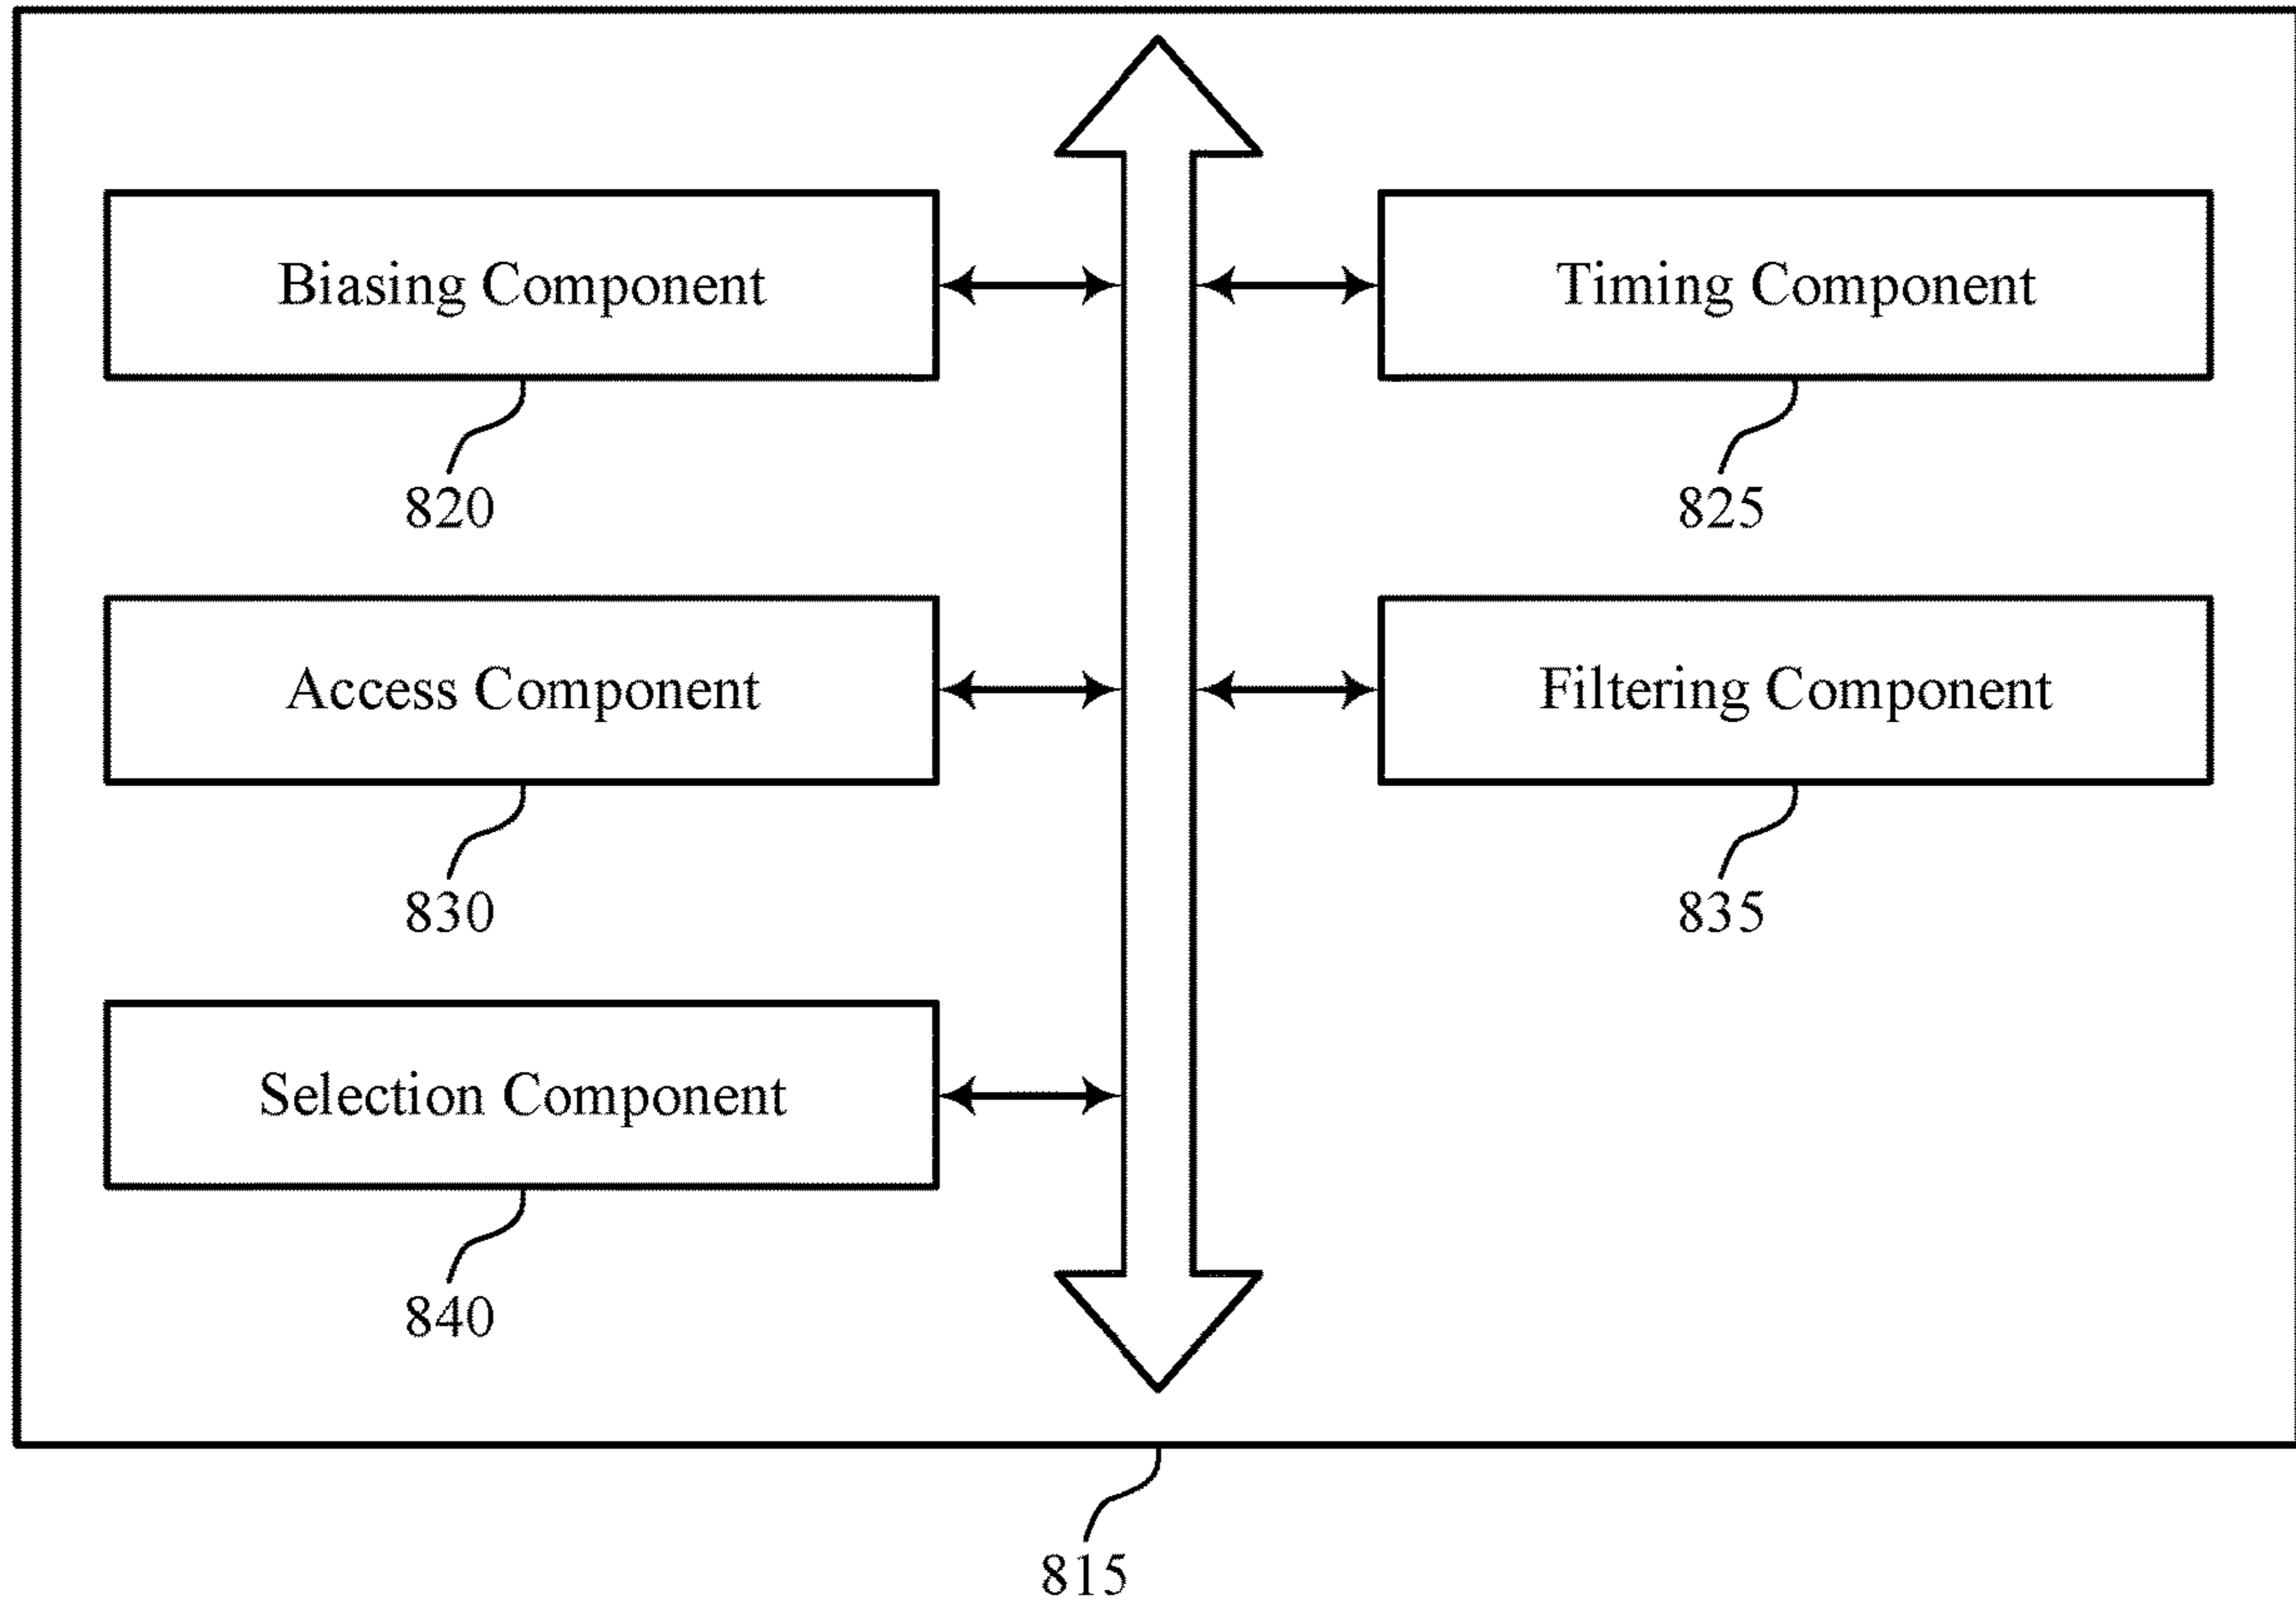 Biasing Component
Timing Component
820
825
Access Component
Filtering Component
830
835
Selection Component
840
815